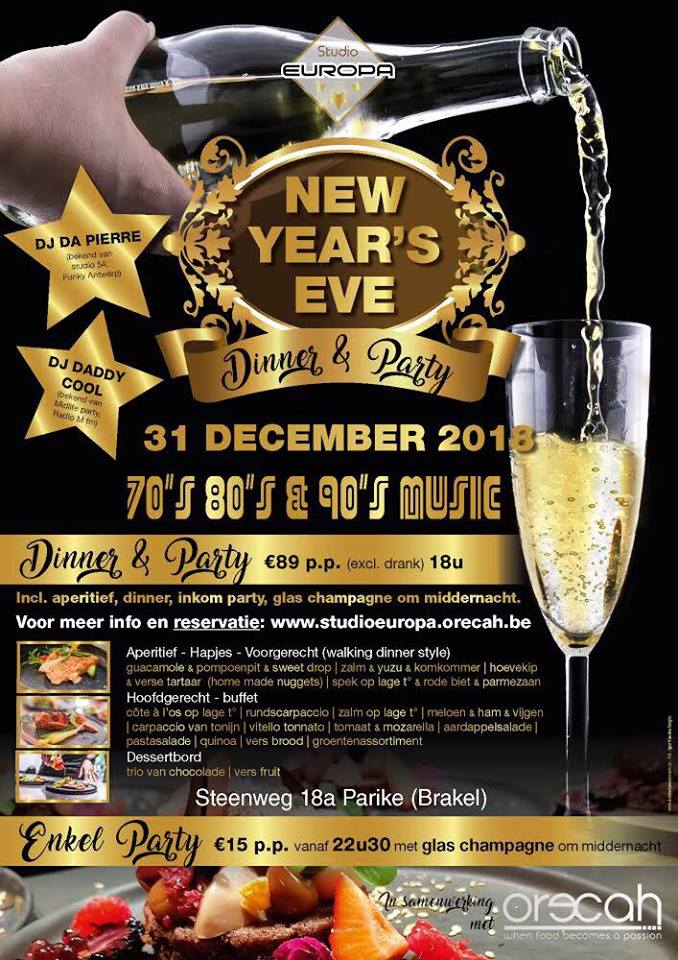 Studio
EUROPA
NEW
YEAR'S
EVE
Dinner & Party
DJ DA PIERRE
(bekend van
studio 54,
Funky Antwerp)
DJ DADDY
COOL
(bekend van
Midlife party,
Radio M fm)
31 DECEMBER 2018
70"S 80"S & 90"S MUSIC
Dinner & Party €89 p.p. (excl. drank) 18u
Incl. aperitief, dinner, inkom party, glas champagne om middernacht.
Voor meer info en reservatie: www.studioeuropa.orecah.be
Aperitief - Hapjes - Voorgerecht (walking dinner style)
guacamole & pompoenpit & sweet drop | zalm & yuzu & komkommer | hoevekip
& verse tartaar (home made nuggets) | spek op lage t° & rode biet & parmezaan
Hoofdgerecht - buffet
côte à l'os op lage t° | rundscarpaccio | zalm op lage t° | meloen & ham & vijgen
| carpaccio van tonijn | vitello tonnato | tomaat & mozarella | aardappelsalade |
pastasalade | quinoa | vers brood | groentenassortiment
Dessertbord
trio van chocolade | vers fruit
Steenweg 18a Parike (Brakel)
Enkel Party €15 p.p. vanaf 22u30 met glas champagne om middernacht
In samenwerking
met
orecah
when food becomes a passion